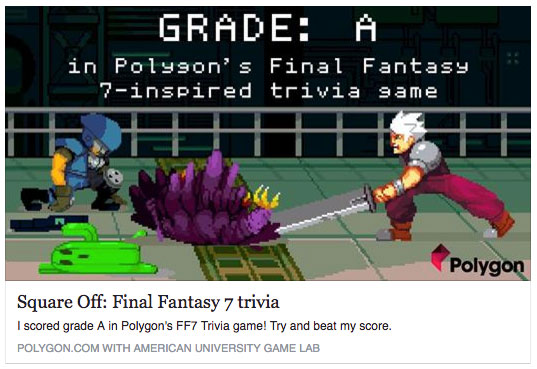 GRADE: A
in Polygon's Final Fantasy
7-inspired trivia game
Polygon
Square Off: Final Fantasy 7 trivia
I scored grade A in Polygon's FF7 Trivia game! Try and beat my score.
POLYGON.COM WITH AMERICAN UNIVERSITY GAME LAB